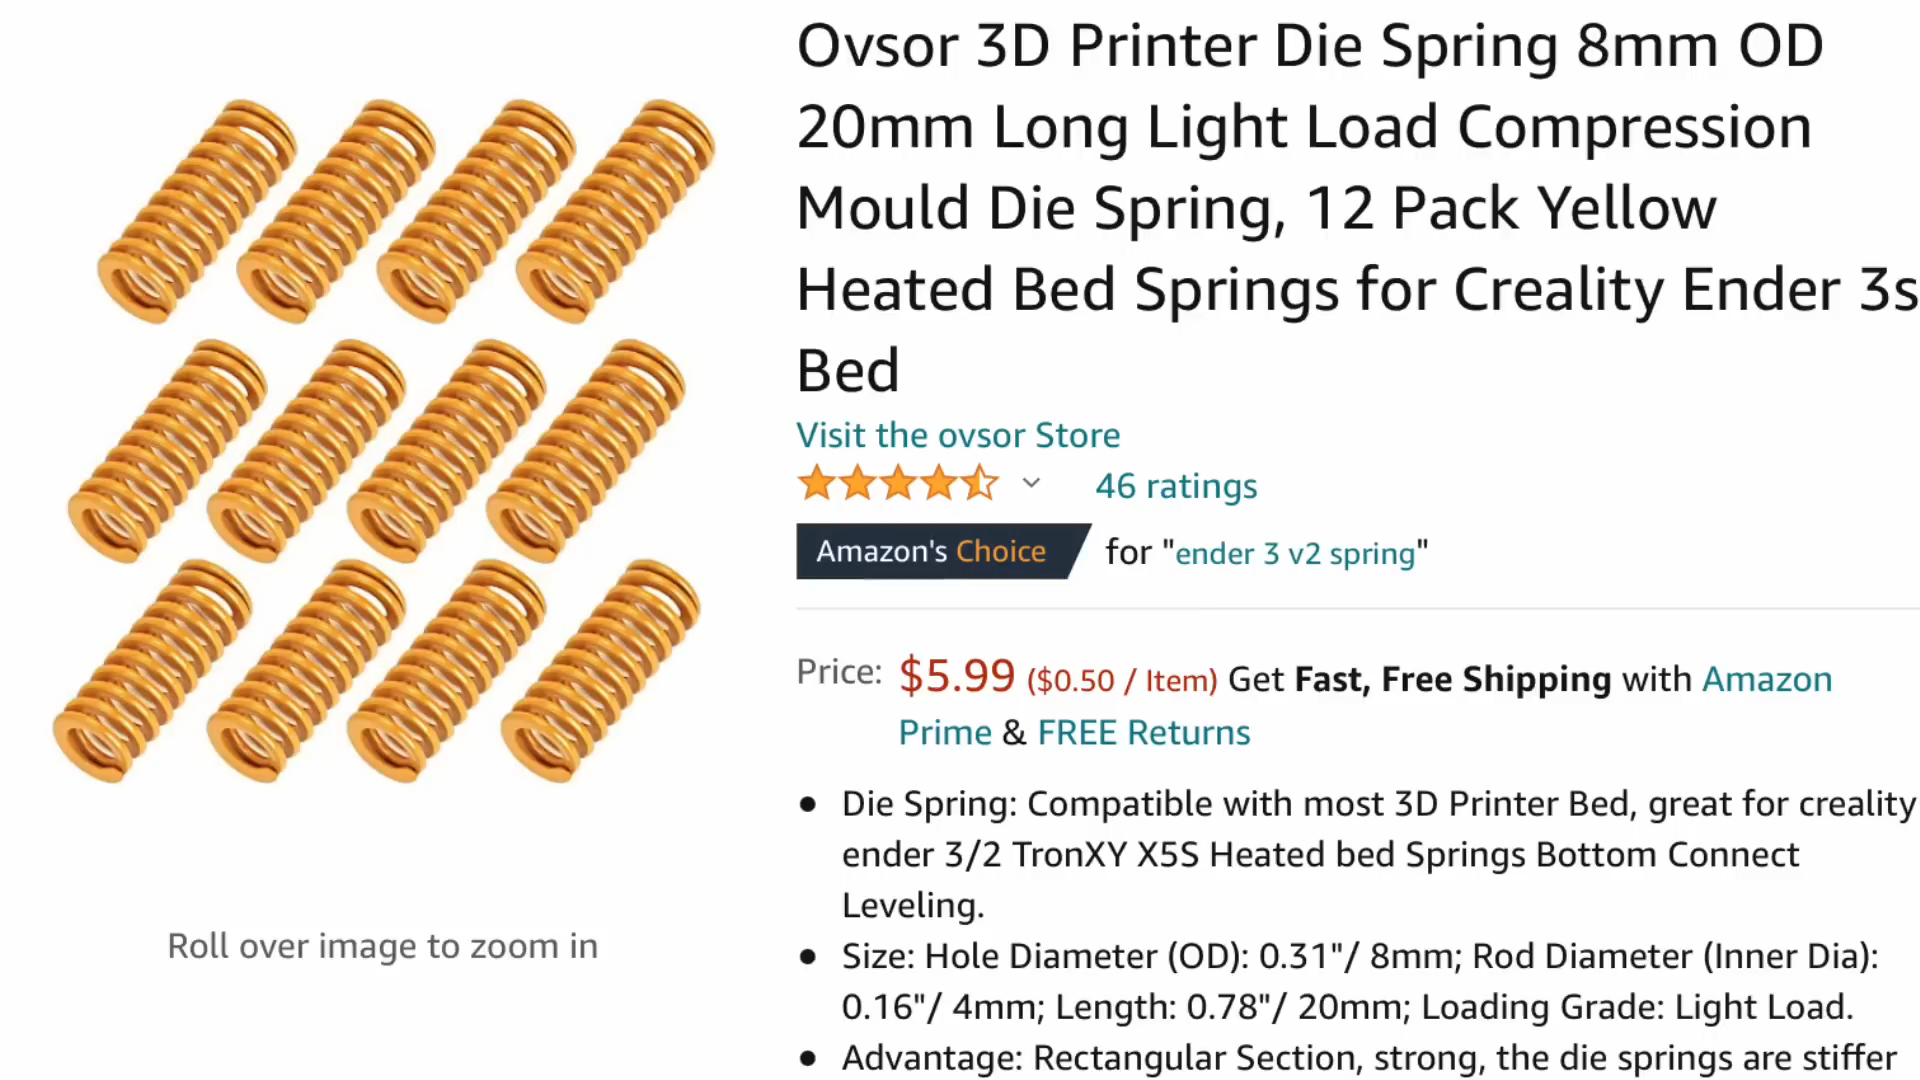 Ovsor 3D Printer Die Spring 8mm OD
20mm Long Light Load Compression
Mould Die Spring, 12 Pack Yellow
Heated Bed Springs for Creality Ender 3s
Bed
Visit the ovsor Store
46 ratings
Amazon's Choice for "ender 3 v2 spring"
Price: $5.99 ($0.50 / Item) Get Fast, Free Shipping with Amazon
Prime & FREE Returns
● Die Spring: Compatible with most 3D Printer Bed, great for creality
ender 3/2 TronXY X5S Heated bed Springs Bottom Connect
Leveling.
● Size: Hole Diameter (OD): 0.31"/ 8mm; Rod Diameter (Inner Dia):
0.16"/ 4mm; Length: 0.78"/ 20mm; Loading Grade: Light Load.
● Advantage: Rectangular Section, strong, the die springs are stiffer
Roll over image to zoom in